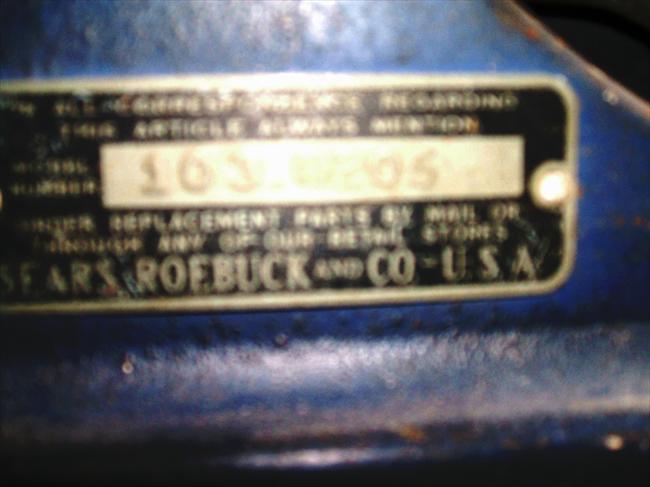 IN ALL CORRESPONDENCE REGARDING
THIS ARTICLE ALWAYS MENTION
MODEL
NUMBER
ORDER REPLACEMENT PARTS BY MAIL OR
THROUGH ANY OF OUR RETAIL STORES
SEARS, ROEBUCK AND CO - U.S.A